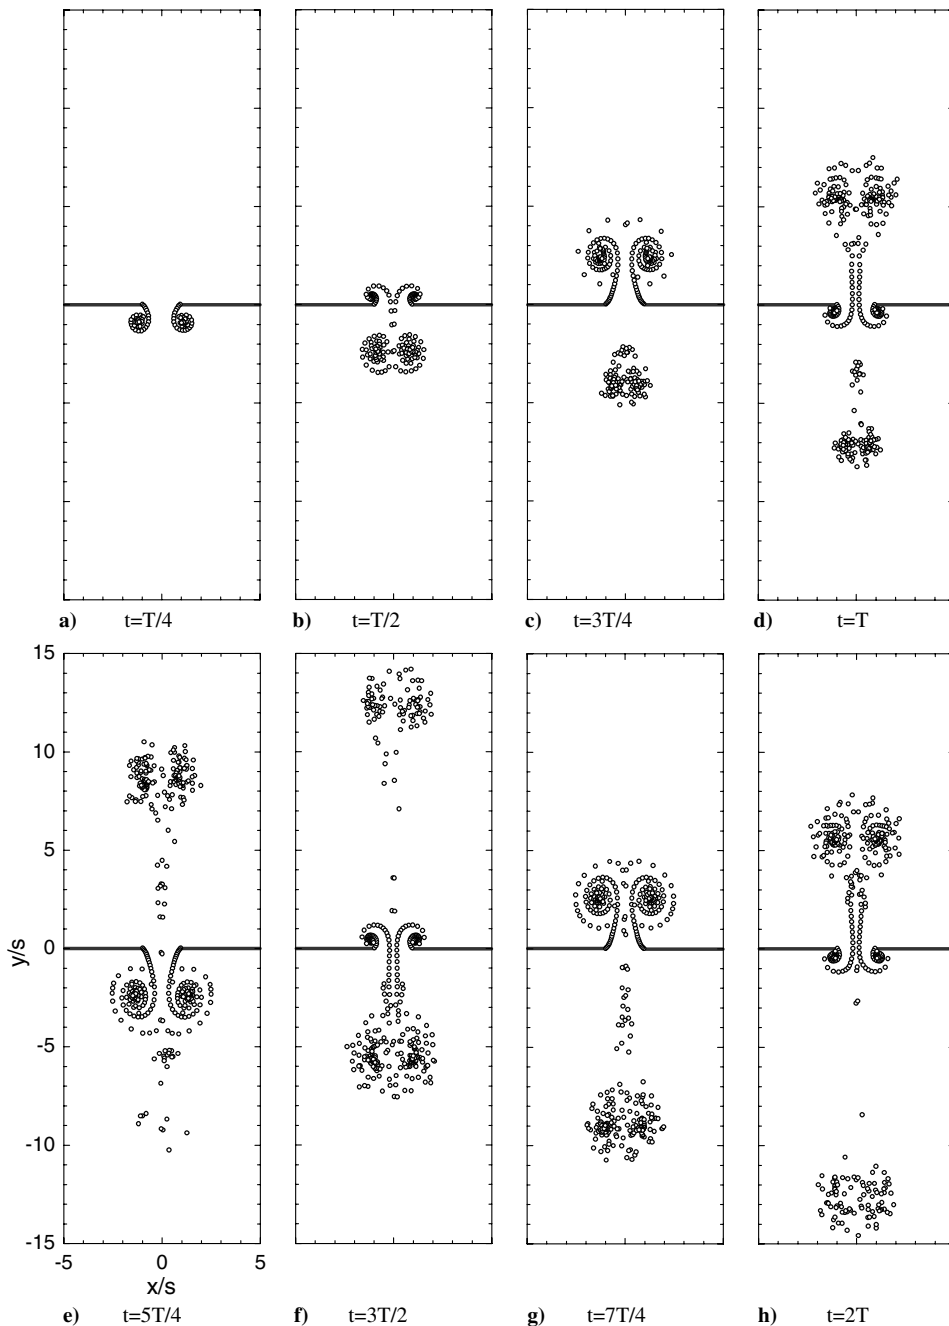 a) t=T/4
b) t=T/2
c) t=3T/4
d) t=T
15
10
5
0
-5
-10
-15
y/s
-5 0 5
x/s
e) t=5T/4
f) t=3T/2
g) t=7T/4
h) t=2T